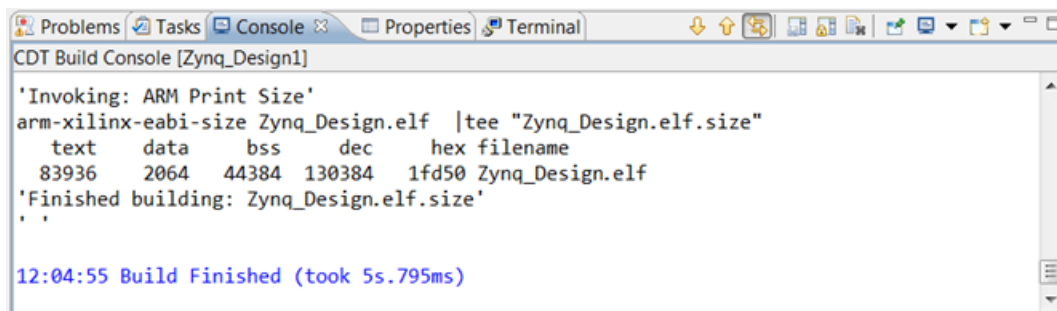 Problems Tasks Console Properties Terminal
CDT Build Console [Zynq_Design1]
'Invoking: ARM Print Size'
arm-xilinx-eabi-size Zynq_Design.elf  |tee "Zynq_Design.elf.size"
   text    data     bss     dec     hex filename
  83936    2064   44384  130384   1fd50 Zynq_Design.elf
'Finished building: Zynq_Design.elf.size'
' '
12:04:55 Build Finished (took 5s.795ms)